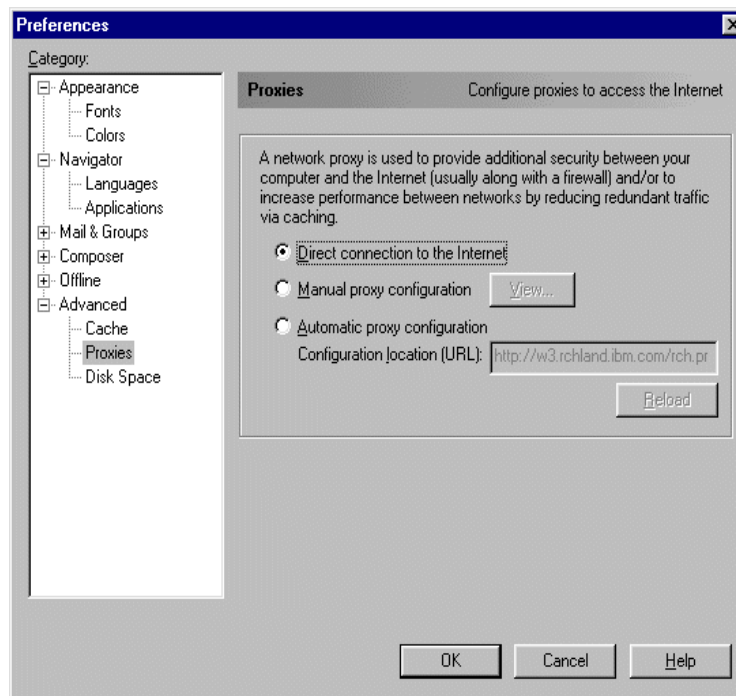 Preferences
Category:
Appearance
Fonts
Colors
Navigator
Languages
Applications
Mail & Groups
Composer
Offline
Advanced
Cache
Proxies
Disk Space
Proxies
Configure proxies to access the Internet
A network proxy is used to provide additional security between your
computer and the Internet (usually along with a firewall) and/or to
increase performance between networks by reducing redundant traffic
via caching.
Direct connection to the Internet
Manual proxy configuration
View...
Automatic proxy configuration
Configuration location (URL):
http://w3.rchland.ibm.com/rch.pr
Reload
OK
Cancel
Help